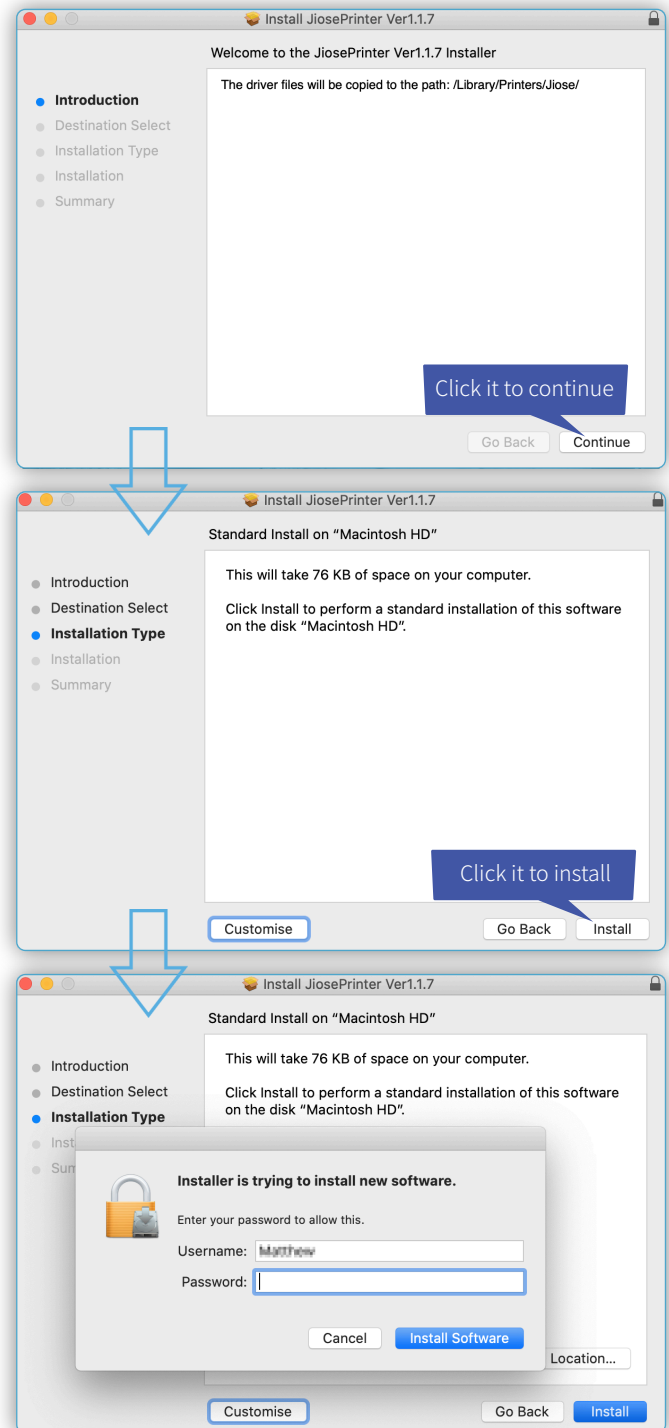 Install JiosePrinter Ver1.1.7
Welcome to the JiosePrinter Ver1.1.7 Installer
Introduction
Destination Select
Installation Type
Installation
Summary
The driver files will be copied to the path: /Library/Printers/Jiose/
Click it to continue
Go Back
Continue
Install JiosePrinter Ver1.1.7
Standard Install on “Macintosh HD”
Introduction
Destination Select
Installation Type
Installation
Summary
This will take 76 KB of space on your computer.
Click Install to perform a standard installation of this software
on the disk “Macintosh HD”.
Click it to install
Customise
Go Back
Install
Install JiosePrinter Ver1.1.7
Standard Install on “Macintosh HD”
Introduction
Destination Select
Installation Type
This will take 76 KB of space on your computer.
Click Install to perform a standard installation of this software
on the disk “Macintosh HD”.
Installer is trying to install new software.
Enter your password to allow this.
Username:
Password:
Cancel
Install Software
Location...
Customise
Go Back
Install